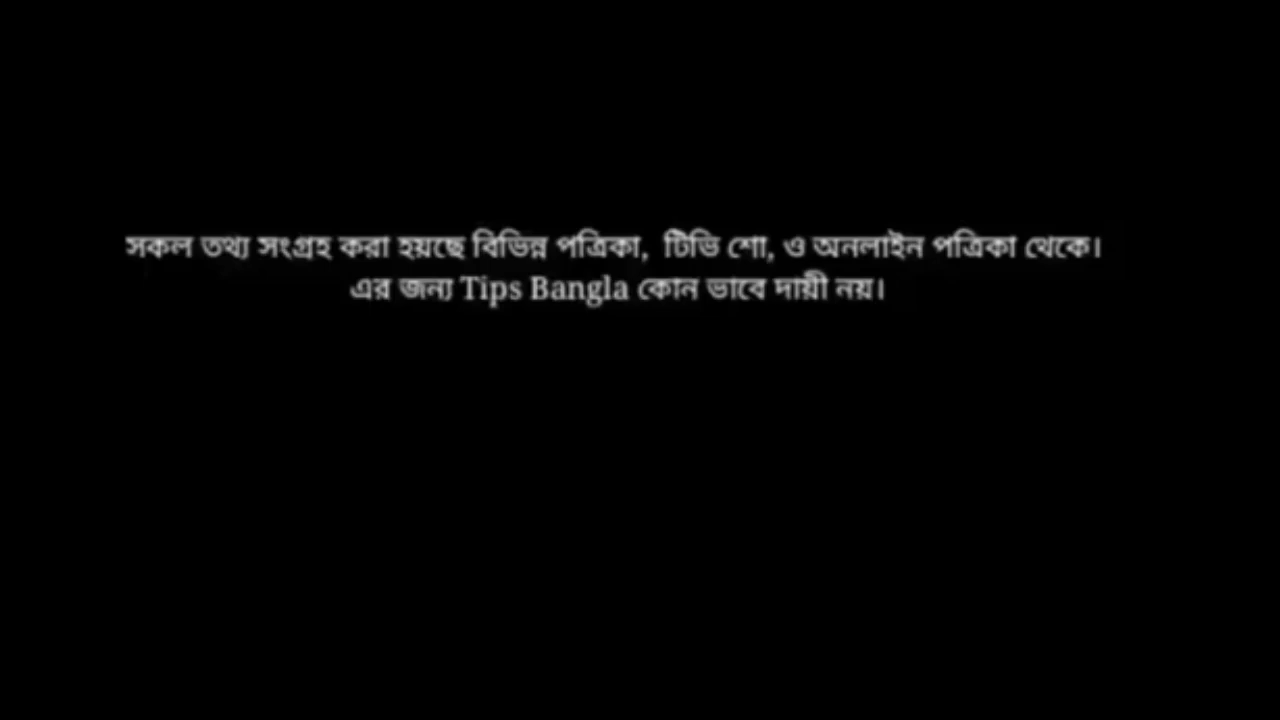 সকল তথ্য সংগ্রহ করা হয়ছে বিভিন্ন পত্রিকা, টিভি শো, ও অনলাইন পত্রিকা থেকে।
এর জন্য Tips Bangla কোন ভাবে দায়ী নয়।